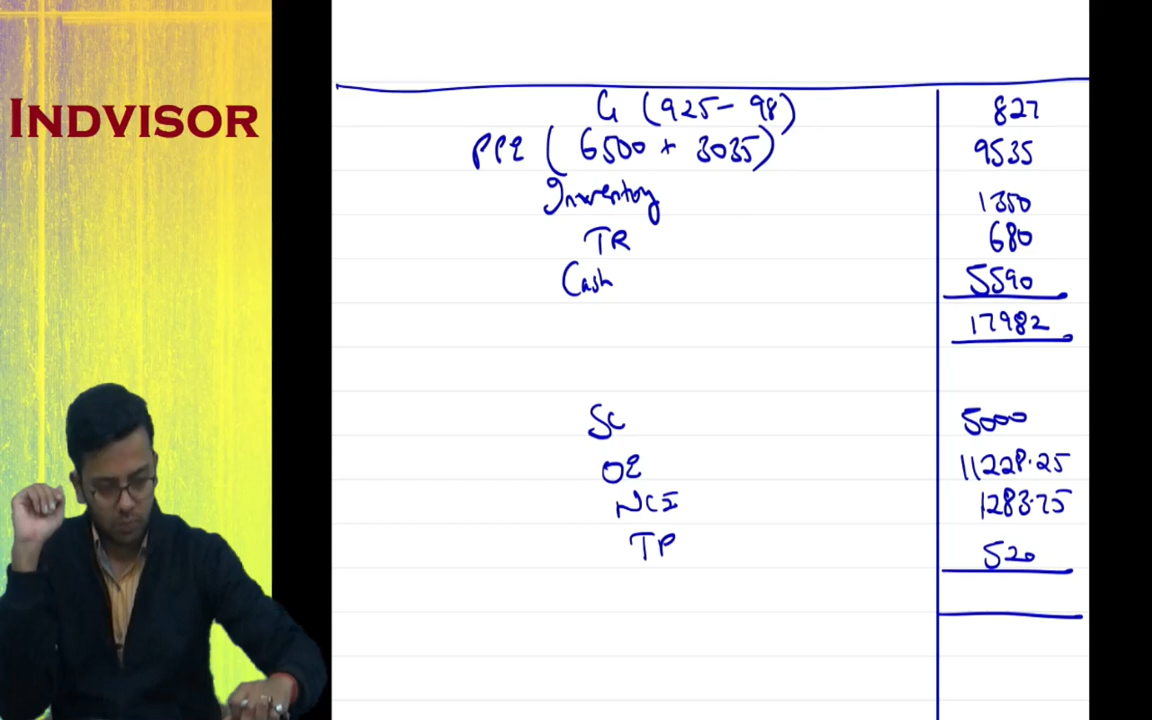 INDVISOR
G (925 - 98) 827
PPE (6500 + 3035) 9535
Inventory 1350
TR 680
Cash 5590
17982
SC 5000
OE 11228.25
NCI 1283.75
TP 520